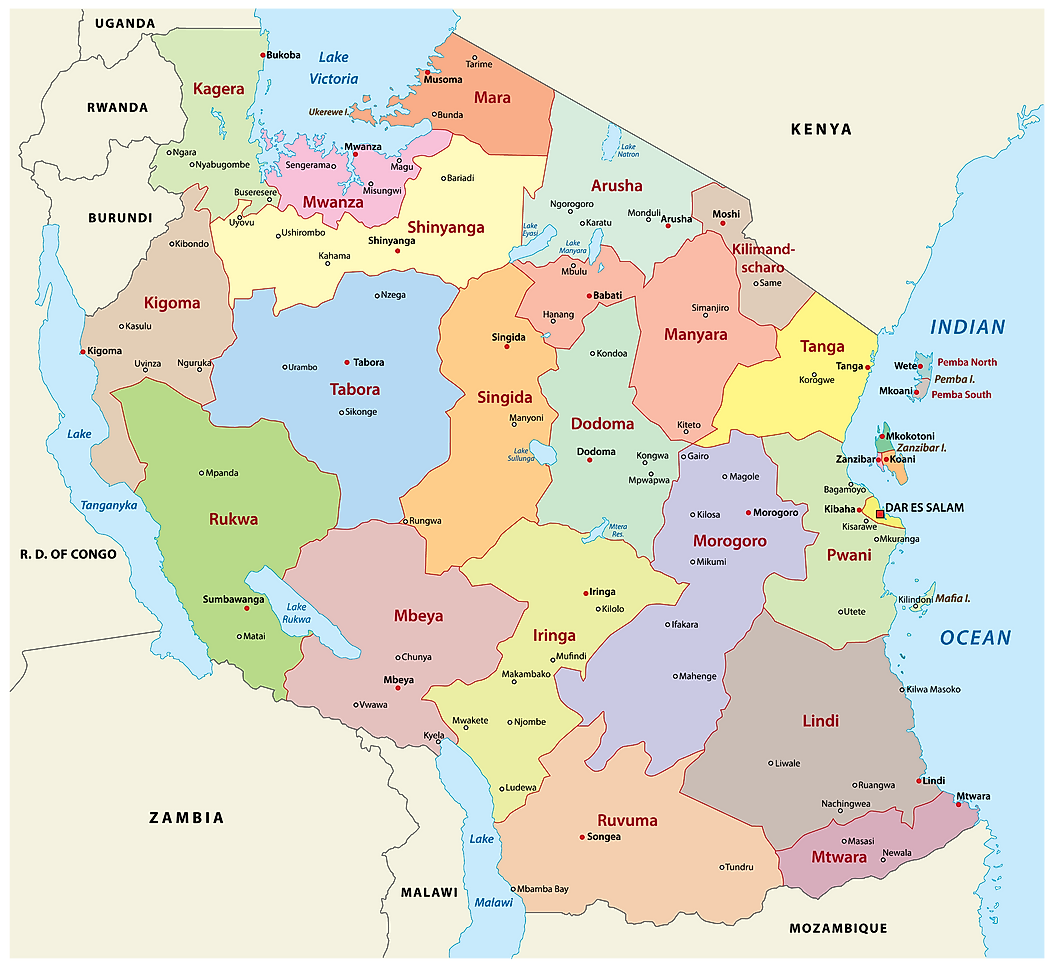 UGANDA
Bukoba
Lake
Victoria
Tarime
Musoma
Kagera
Mara
RWANDA
Ukerewe I.
Bunda
KENYA
Mwanza
Lake
Natron
Ngara
Nyabugombe
Sengerama
Magu
Bariadi
Misungwi
Arusha
Buseresere
Mwanza
Ngorogoro
Monduli
Arusha
Moshi
BURUNDI
Uyovu
Karatu
Shinyanga
Ushirombo
Lake
Eyasi
Kibondo
Shinyanga
Lake
Manyara
Kilimand-
scharo
Kahama
Mbulu
Same
Kigoma
Nzega
Babati
Simanjiro
Hanang
Kasulu
INDIAN
Singida
Manyara
Tanga
Kigoma
Kondoa
Uvinza
Nguruka
Urambo
Tabora
Tanga
Wete
Pemba North
Korogwe
Pemba I.
Tabora
Mkoani
Pemba South
Singida
Sikonge
Manyoni
Dodoma
Kiteto
Lake
Mkokotoni
Zanzibar I.
Lake
Sulunga
Dodoma
Kongwa
Gairo
Zanzibar
Koani
Mpanda
Mpwapwa
Magole
Bagamoyo
Tanganyka
Rukwa
Rungwa
Kilosa
Morogoro
Kibaha
DAR ES SALAM
Mtera
Res.
Kisarawe
Morogoro
Mkuranga
R. D. OF CONGO
Pwani
Mikumi
Iringa
Sumbawanga
Lake
Rukwa
Kilolo
Kilindoni
Mafia I.
Mbeya
Utete
Ifakara
Matai
Iringa
OCEAN
Chunya
Mufindi
Makambako
Mahenge
Mbeya
Kilwa Masoko
Vwawa
Mwakete
Njombe
Lindi
Kyela
Liwale
Ludewa
Ruangwa
Lindi
Mtwara
Nachingwea
ZAMBIA
Ruvuma
Songea
Lake
Masasi
Mtwara
Newala
Tundru
MALAWI
Mbamba Bay
Malawi
MOZAMBIQUE